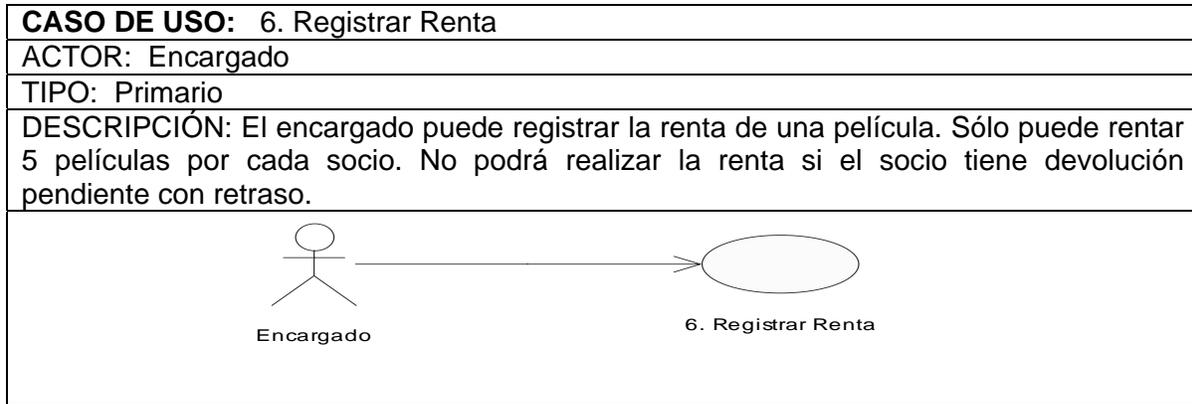 CASO DE USO: 6. Registrar Renta
ACTOR: Encargado
TIPO: Primario
DESCRIPCIÓN: El encargado puede registrar la renta de una película. Sólo puede rentar
5 películas por cada socio. No podrá realizar la renta si el socio tiene devolución
pendiente con retraso.
Encargado
6. Registrar Renta